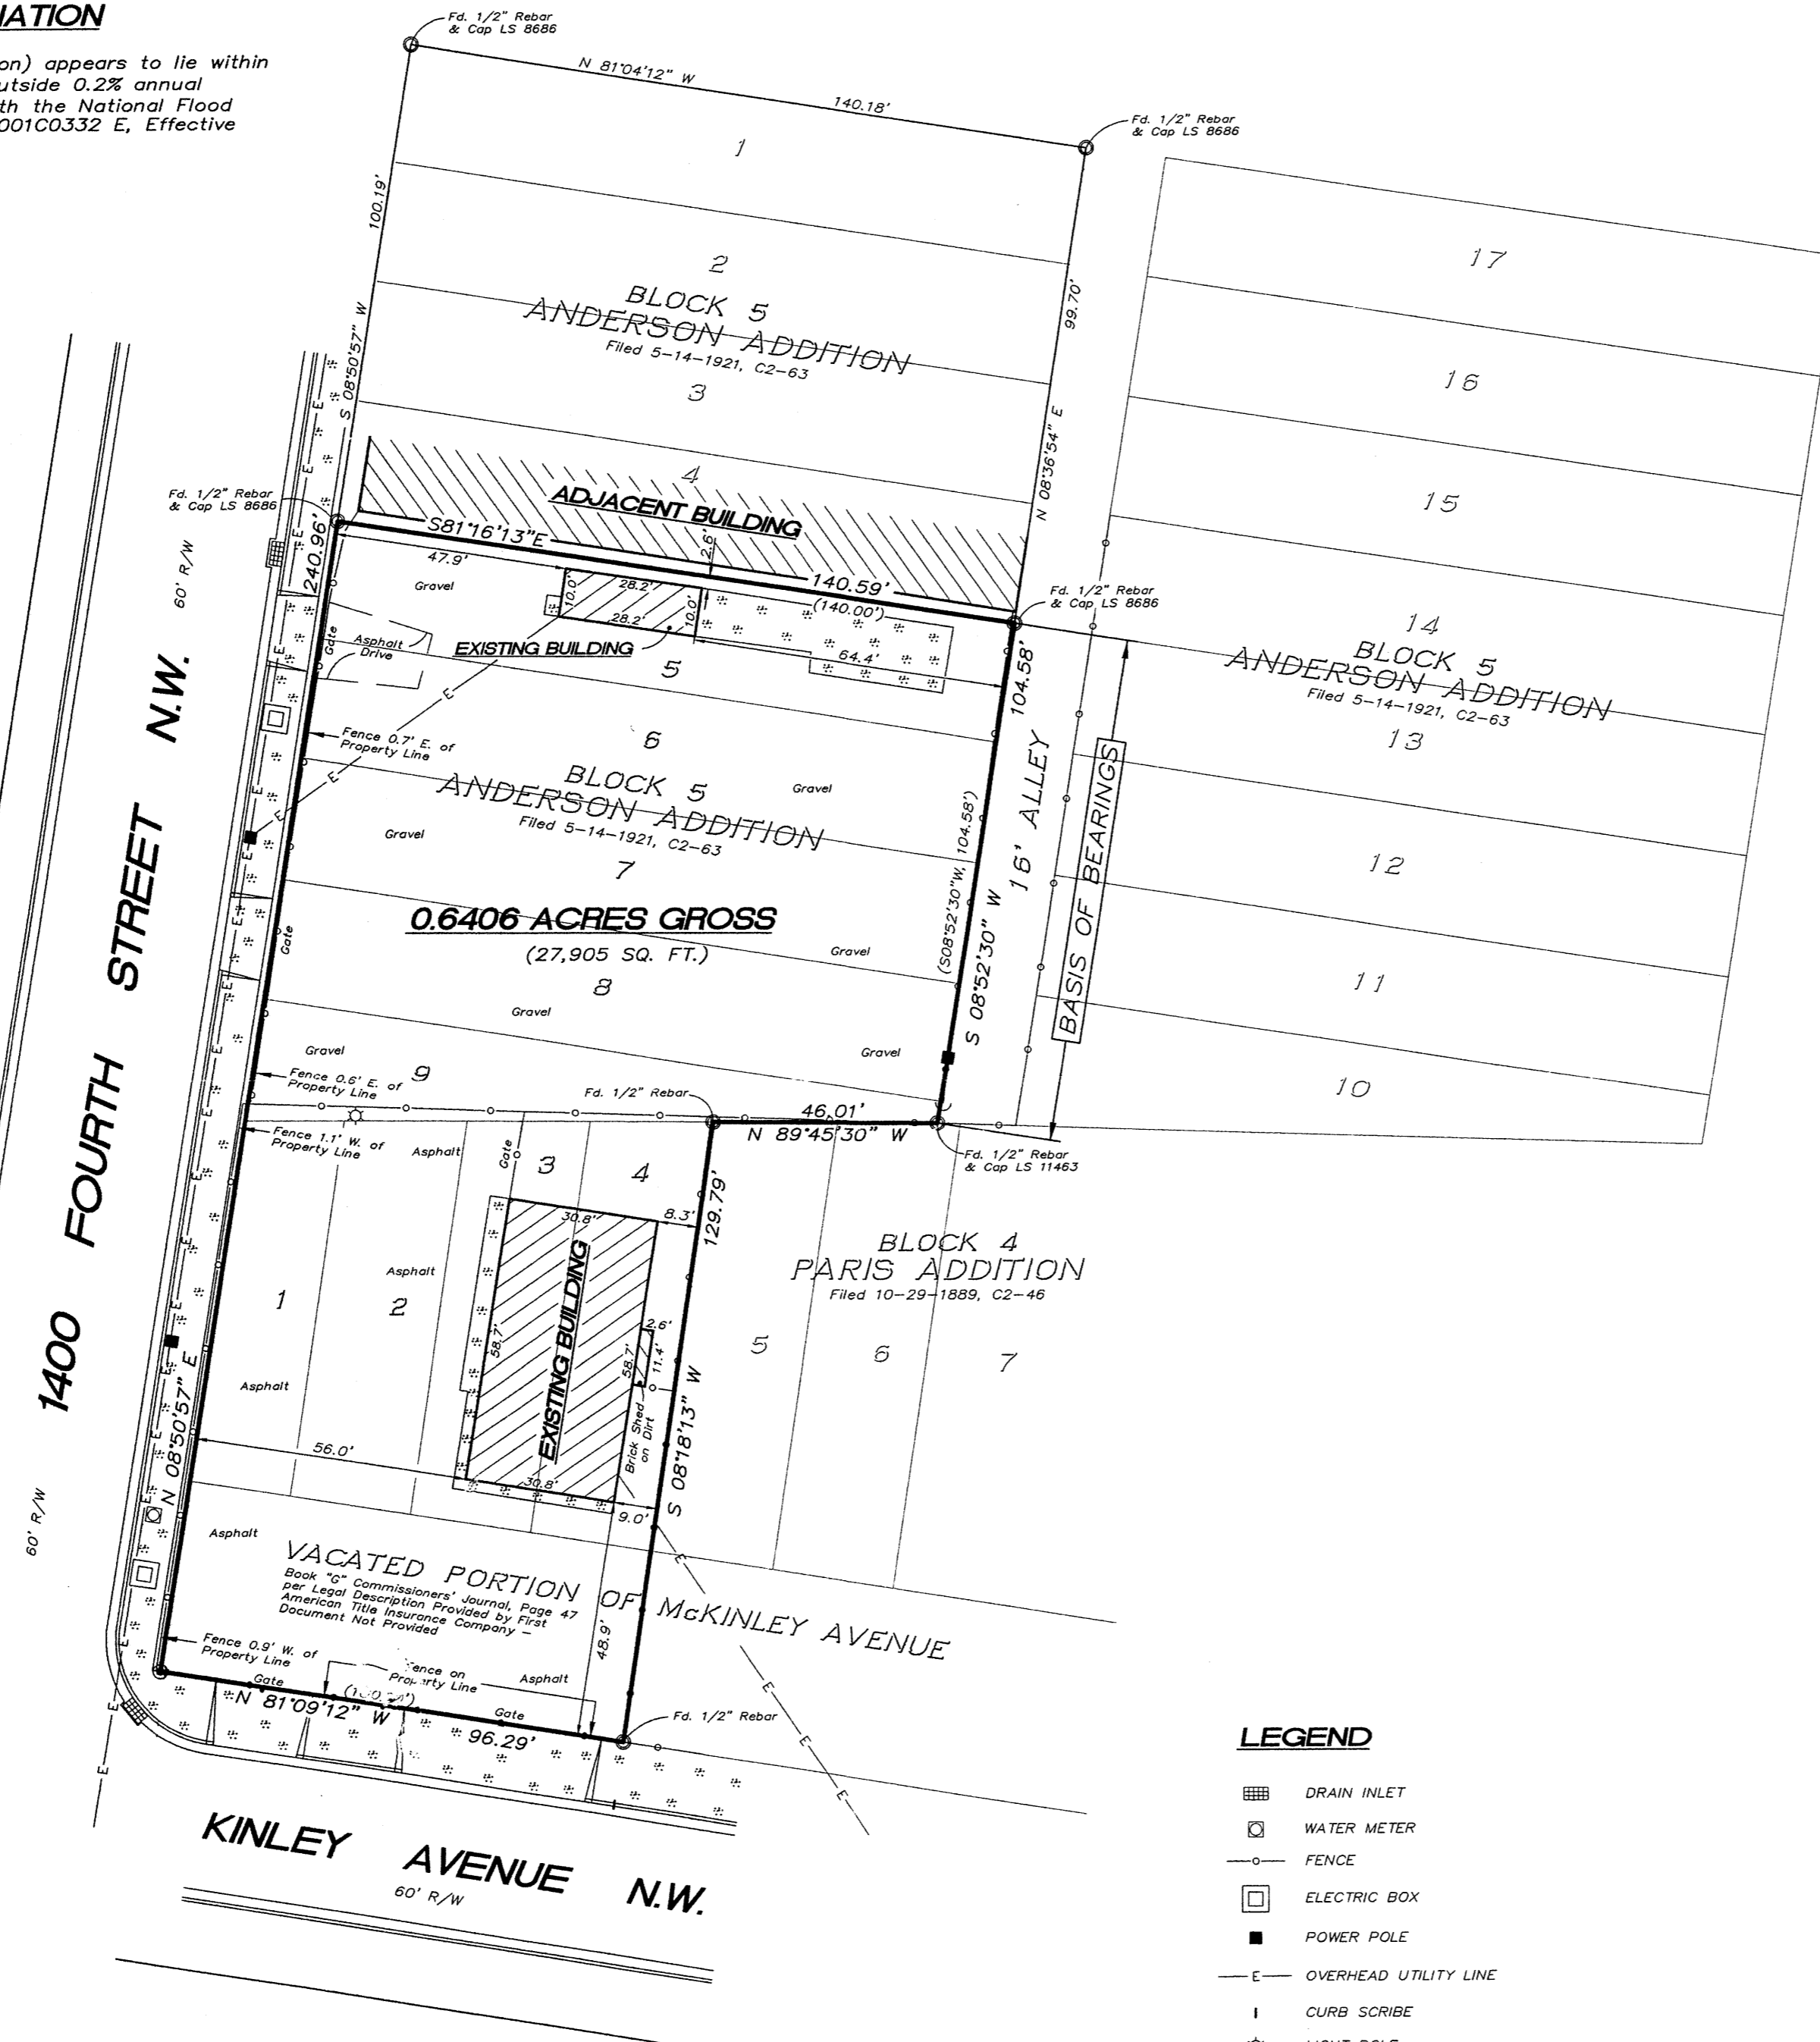 NATION
on) appears to lie within
utside 0.2% annual
th the National Flood
001C0332 E, Effective
Fd. 1/2" Rebar
& Cap LS 8686
N 81°04'12" W
140.18'
Fd. 1/2" Rebar
& Cap LS 8686
1
100.19'
2
BLOCK 5
ANDERSON ADDITION
Filed 5-14-1921, C2-63
3
99.70'
S 08°50'57" W
N 08°36'54" E
17
16
15
14
BLOCK 5
ANDERSON ADDITION
Filed 5-14-1921, C2-63
13
12
11
10
4
ADJACENT BUILDING
Fd. 1/2" Rebar
& Cap LS 8686
S81°16'13"E
140.59'
(140.00')
2.6'
47.9'
Gravel
10.0'
28.2'
28.2'
10.0'
64.4'
EXISTING BUILDING
Fd. 1/2" Rebar
& Cap LS 8686
240.96'
60' R/W
Gate
Asphalt
Drive
5
Fence 0.7' E. of
Property Line
6
BLOCK 5
ANDERSON ADDITION
Filed 5-14-1921, C2-63
Gravel
Gravel
7
0.6406 ACRES GROSS
(27,905 SQ. FT.)
Gravel
8
Gravel
Gate
104.58'
16' ALLEY
S 08°52'30" W
(S08°52'30"W, 104.58')
BASIS OF BEARINGS
Gravel
Gravel
9
Fence 0.6' E. of
Property Line
Fd. 1/2" Rebar
46.01'
N 89°45'30" W
Fd. 1/2" Rebar
& Cap LS 11463
Fence 1.1' W. of
Property Line
Asphalt
Gate
3
4
129.79'
S 08°18'13" W
30.8'
8.3'
BLOCK 4
PARIS ADDITION
Filed 10-29-1889, C2-46
5
6
7
1
2
Asphalt
Asphalt
58.7'
EXISTING BUILDING
58.7'
2.6'
11.4'
Brick Shed
on Dirt
56.0'
30.8'
9.0'
1400 FOURTH STREET N.W.
60' R/W
N 08°50'57" E
Asphalt
VACATED PORTION OF McKINLEY AVENUE
Book "G" Commissioners' Journal, Page 47
per Legal Description Provided by First
American Title Insurance Company -
Document Not Provided
48.9'
Fence 0.9' W. of
Property Line
Fence on
Property Line
Asphalt
Gate
Gate
N 81°09'12" W
96.29'
Fd. 1/2" Rebar
KINLEY AVENUE N.W.
60' R/W
LEGEND
DRAIN INLET
WATER METER
FENCE
ELECTRIC BOX
POWER POLE
E OVERHEAD UTILITY LINE
CURB SCRIBE